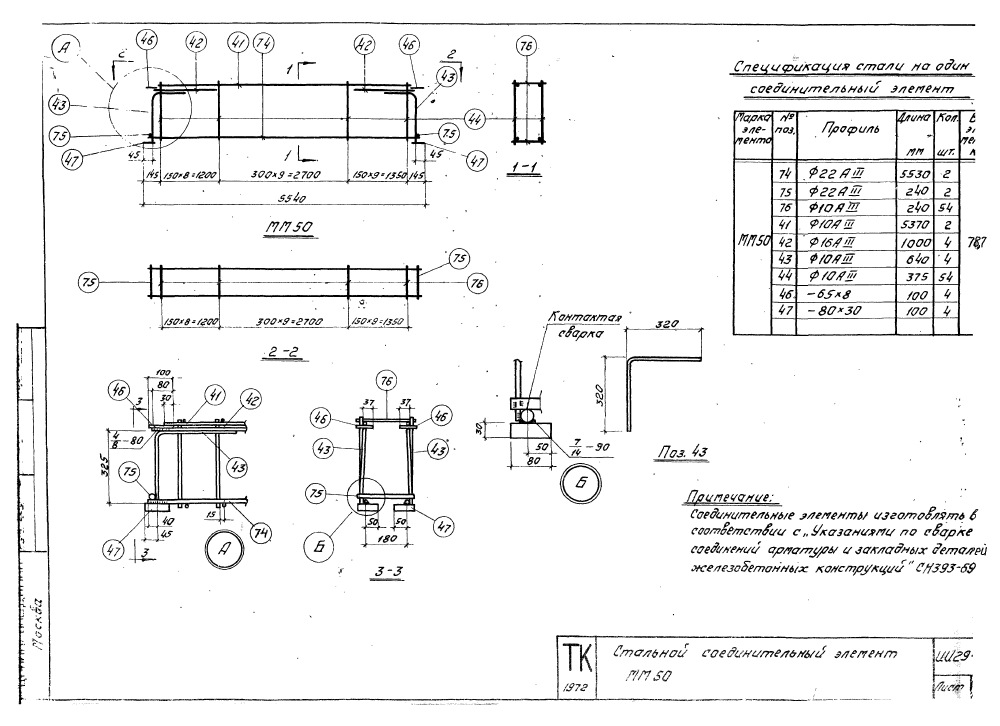 А
46
42
41
74
42
46
2
2
1
43
43
44
75
75
47
47
45
1
45
145
150×8=1200
300×9=2700
150×9=1350
145
5540
ММ50
76
1-1
Спецификация стали на один
соединительный элемент
Марка эле- мента
№ поз.
Профиль
Длина мм
Кол. шт.
ММ50
74 Ф22АIII 5530 2
75 Ф22АIII 240 2
76 Ф10АIII 240 54
41 Ф10АIII 5370 2
42 Ф16АIII 1000 4 78,7
43 Ф10АIII 640 4
44 Ф10АIII 375 54
46 -65×8 100 4
47 -80×30 100 4
75
75
76
150×8=1200
300×9=2700
150×9=1350
2-2
100
80
30
46
41
42
3
4/8-80
325
43
75
15
40
45
47
3
А
74
76
37
37
46
46
43
43
75
50
50
47
180
Б
3-3
Контактая
сварка
30
50
80
7/14-90
Б
320
320
Поз. 43
Примечание:
Соединительные элементы изготовлять в
соответствии с „Указаниями по сварке
соединений арматуры и закладных деталей
железобетонных конструкций" СН393-69
Москва
ТК
1972
Стальной соединительный элемент
ММ50
ИИ29-
Лист